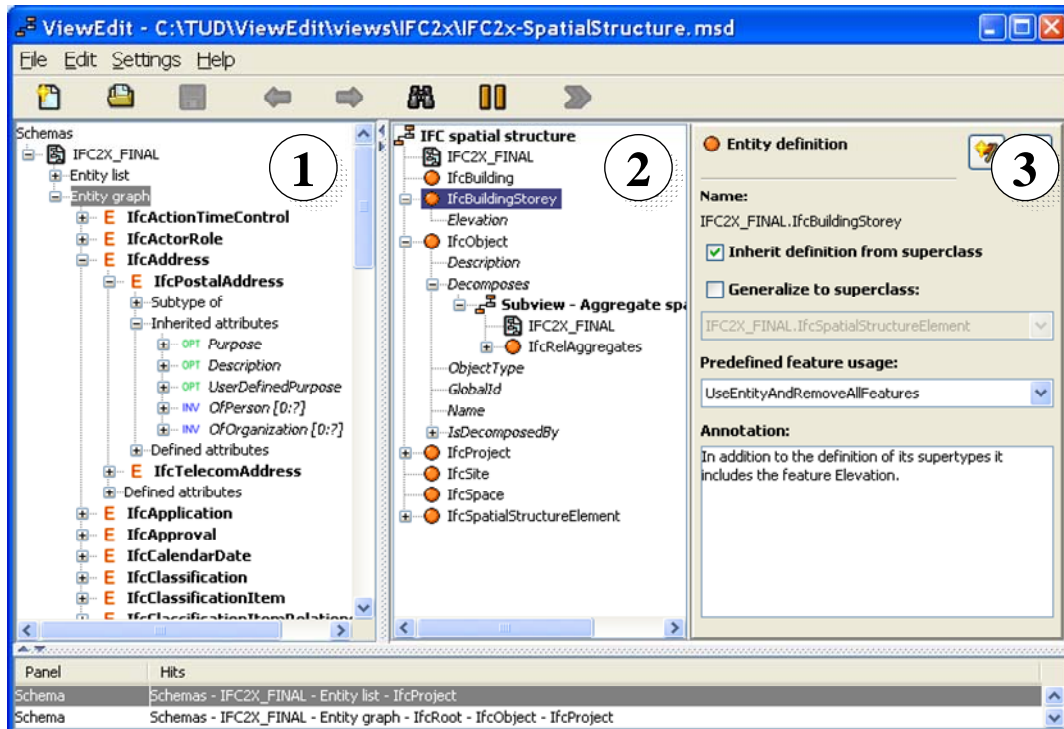 ViewEdit - C:\TUD\ViewEdit\views\IFC2x\IFC2x-SpatialStructure.msd
File Edit Settings Help
Schemas
IFC2X_FINAL
Entity list
Entity graph
E IfcActionTimeControl
E IfcActorRole
E IfcAddress
E IfcPostalAddress
Subtype of
Inherited attributes
OPT Purpose
OPT Description
OPT UserDefinedPurpose
INV OfPerson [0:?]
INV OfOrganization [0:?]
Defined attributes
E IfcTelecomAddress
Defined attributes
E IfcApplication
E IfcApproval
E IfcCalendarDate
E IfcClassification
E IfcClassificationItem
E IfcClassificationItemRelations
1
IFC spatial structure
IFC2X_FINAL
IfcBuilding
IfcBuildingStorey
Elevation
IfcObject
Description
Decomposes
Subview - Aggregate spa
IFC2X_FINAL
IfcRelAggregates
ObjectType
GlobalId
Name
IsDecomposedBy
IfcProject
IfcSite
IfcSpace
IfcSpatialStructureElement
2
Entity definition
3
Name:
IFC2X_FINAL.IfcBuildingStorey
Inherit definition from superclass
Generalize to superclass:
IFC2X_FINAL.IfcSpatialStructureElement
Predefined feature usage:
UseEntityAndRemoveAllFeatures
Annotation:
In addition to the definition of its supertypes it
includes the feature Elevation.
Panel Hits
Schema Schemas - IFC2X_FINAL - Entity list - IfcProject
Schema Schemas - IFC2X_FINAL - Entity graph - IfcRoot - IfcObject - IfcProject